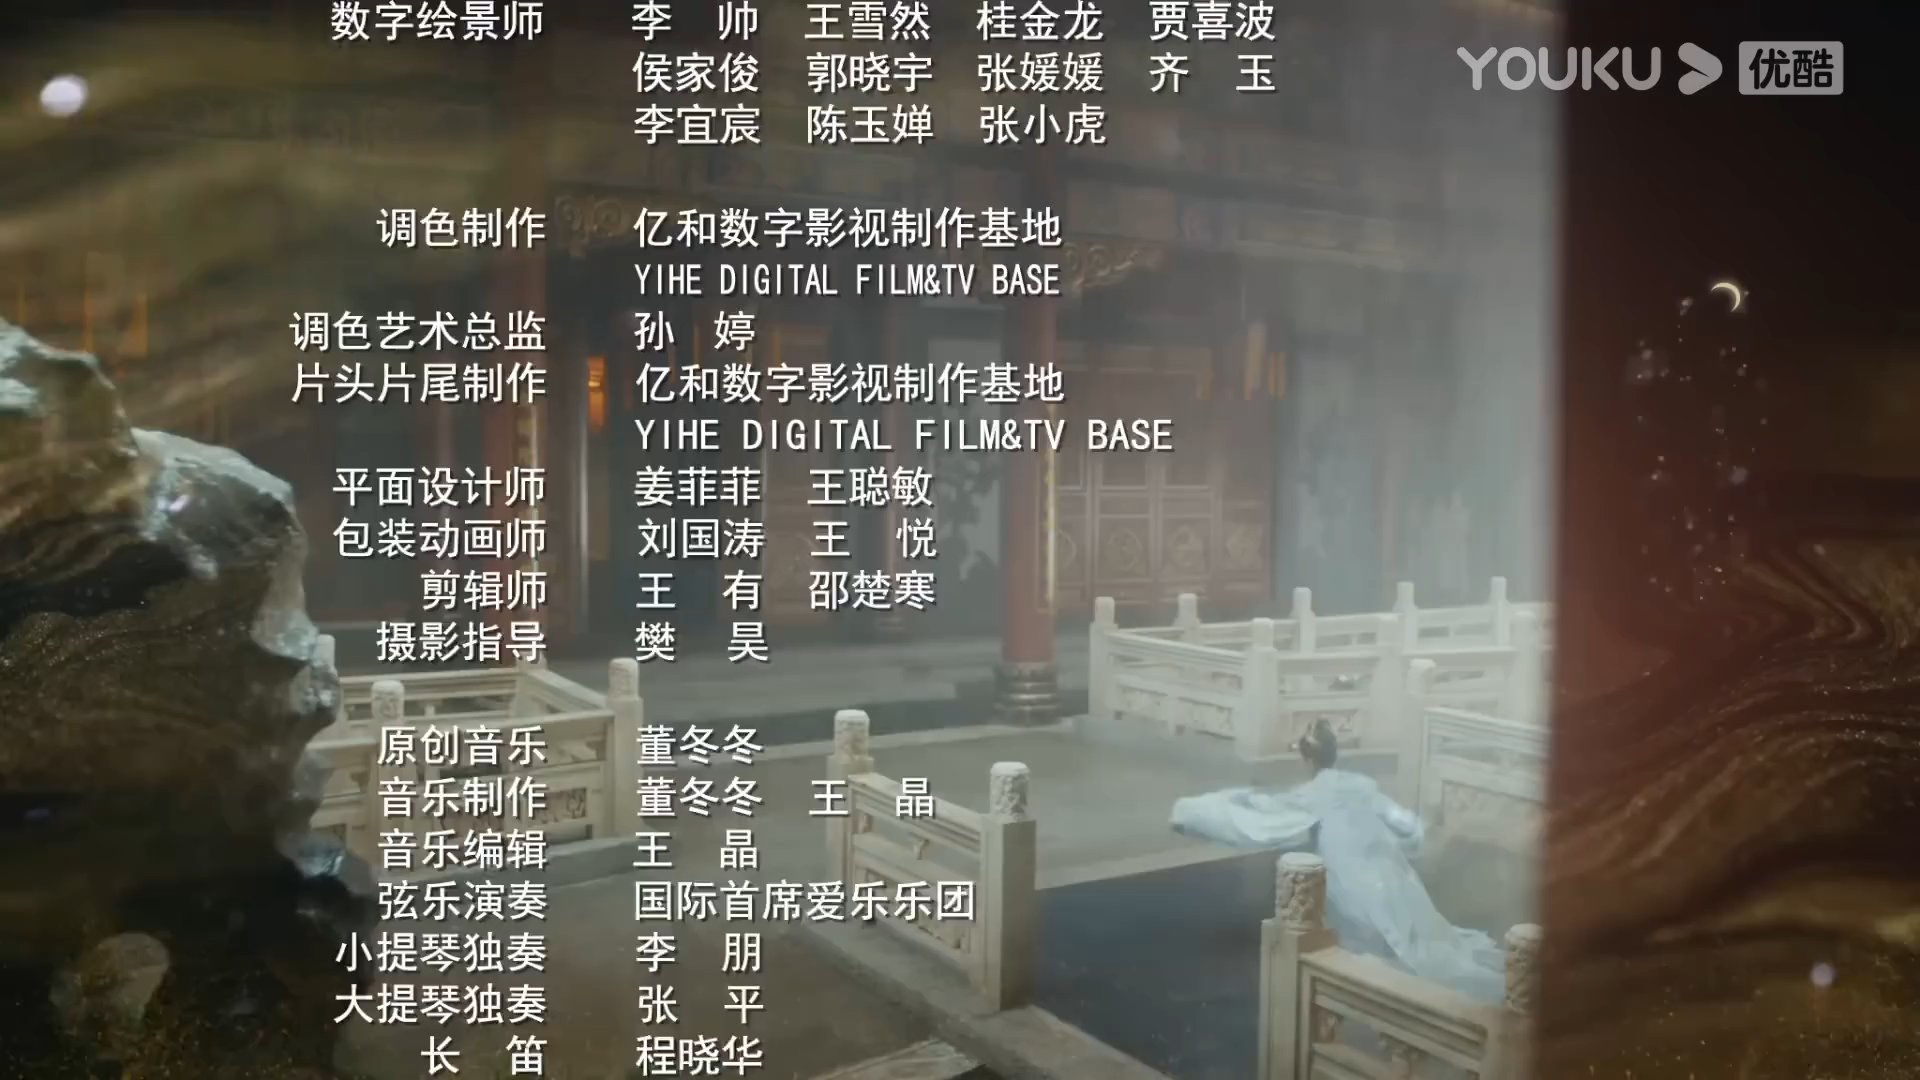 数字绘景师 李 帅 王雪然 桂金龙 贾喜波
YOUKU 优酷
侯家俊 郭晓宇 张媛媛 齐 玉
李宜宸 陈玉婵 张小虎
调色制作 亿和数字影视制作基地
YIHE DIGITAL FILM&TV BASE
调色艺术总监 孙 婷
片头片尾制作 亿和数字影视制作基地
YIHE DIGITAL FILM&TV BASE
平面设计师 姜菲菲 王聪敏
包装动画师 刘国涛 王 悦
剪辑师 王 有 邵楚寒
摄影指导 樊 昊
原创音乐 董冬冬
音乐制作 董冬冬 王 晶
音乐编辑 王 晶
弦乐演奏 国际首席爱乐乐团
小提琴独奏 李 朋
大提琴独奏 张 平
长 笛 程晓华